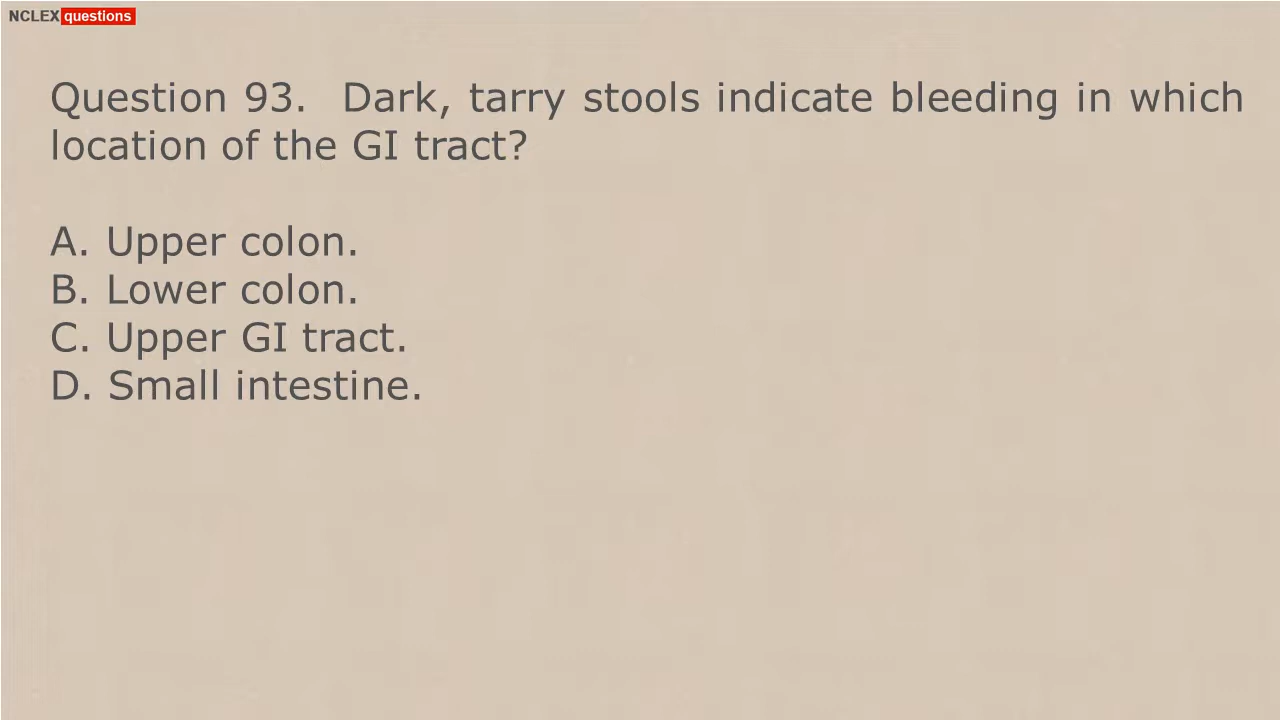 NCLEX questions
Question 93. Dark, tarry stools indicate bleeding in which
location of the GI tract?
A. Upper colon.
B. Lower colon.
C. Upper GI tract.
D. Small intestine.